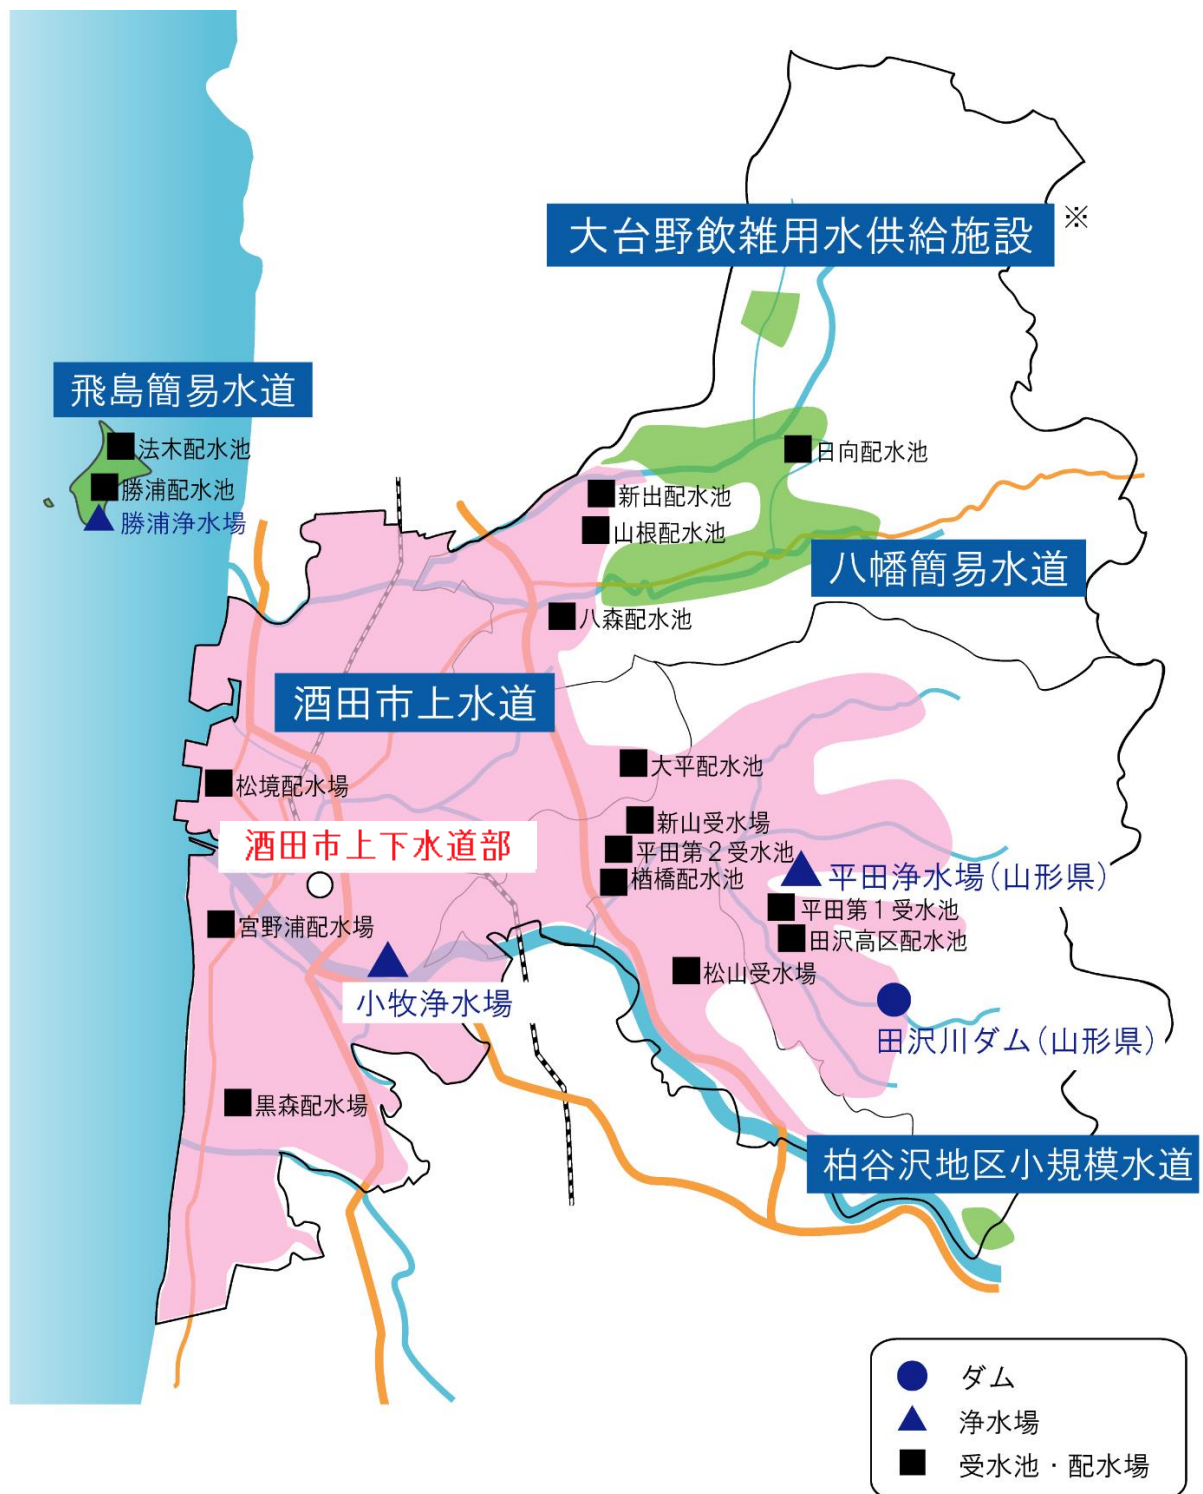 大台野飲雑用水供給施設
※
飛島簡易水道
法木配水池
勝浦配水池
勝浦浄水場
日向配水池
新出配水池
山根配水池
八幡簡易水道
八森配水池
酒田市上水道
大平配水池
松境配水場
新山受水場
酒田市上下水道部
平田第2受水池
楢橋配水池
平田浄水場(山形県)
平田第1受水池
宮野浦配水場
田沢高区配水池
松山受水場
小牧浄水場
田沢川ダム(山形県)
黒森配水場
柏谷沢地区小規模水道
ダム
浄水場
受水池・配水場